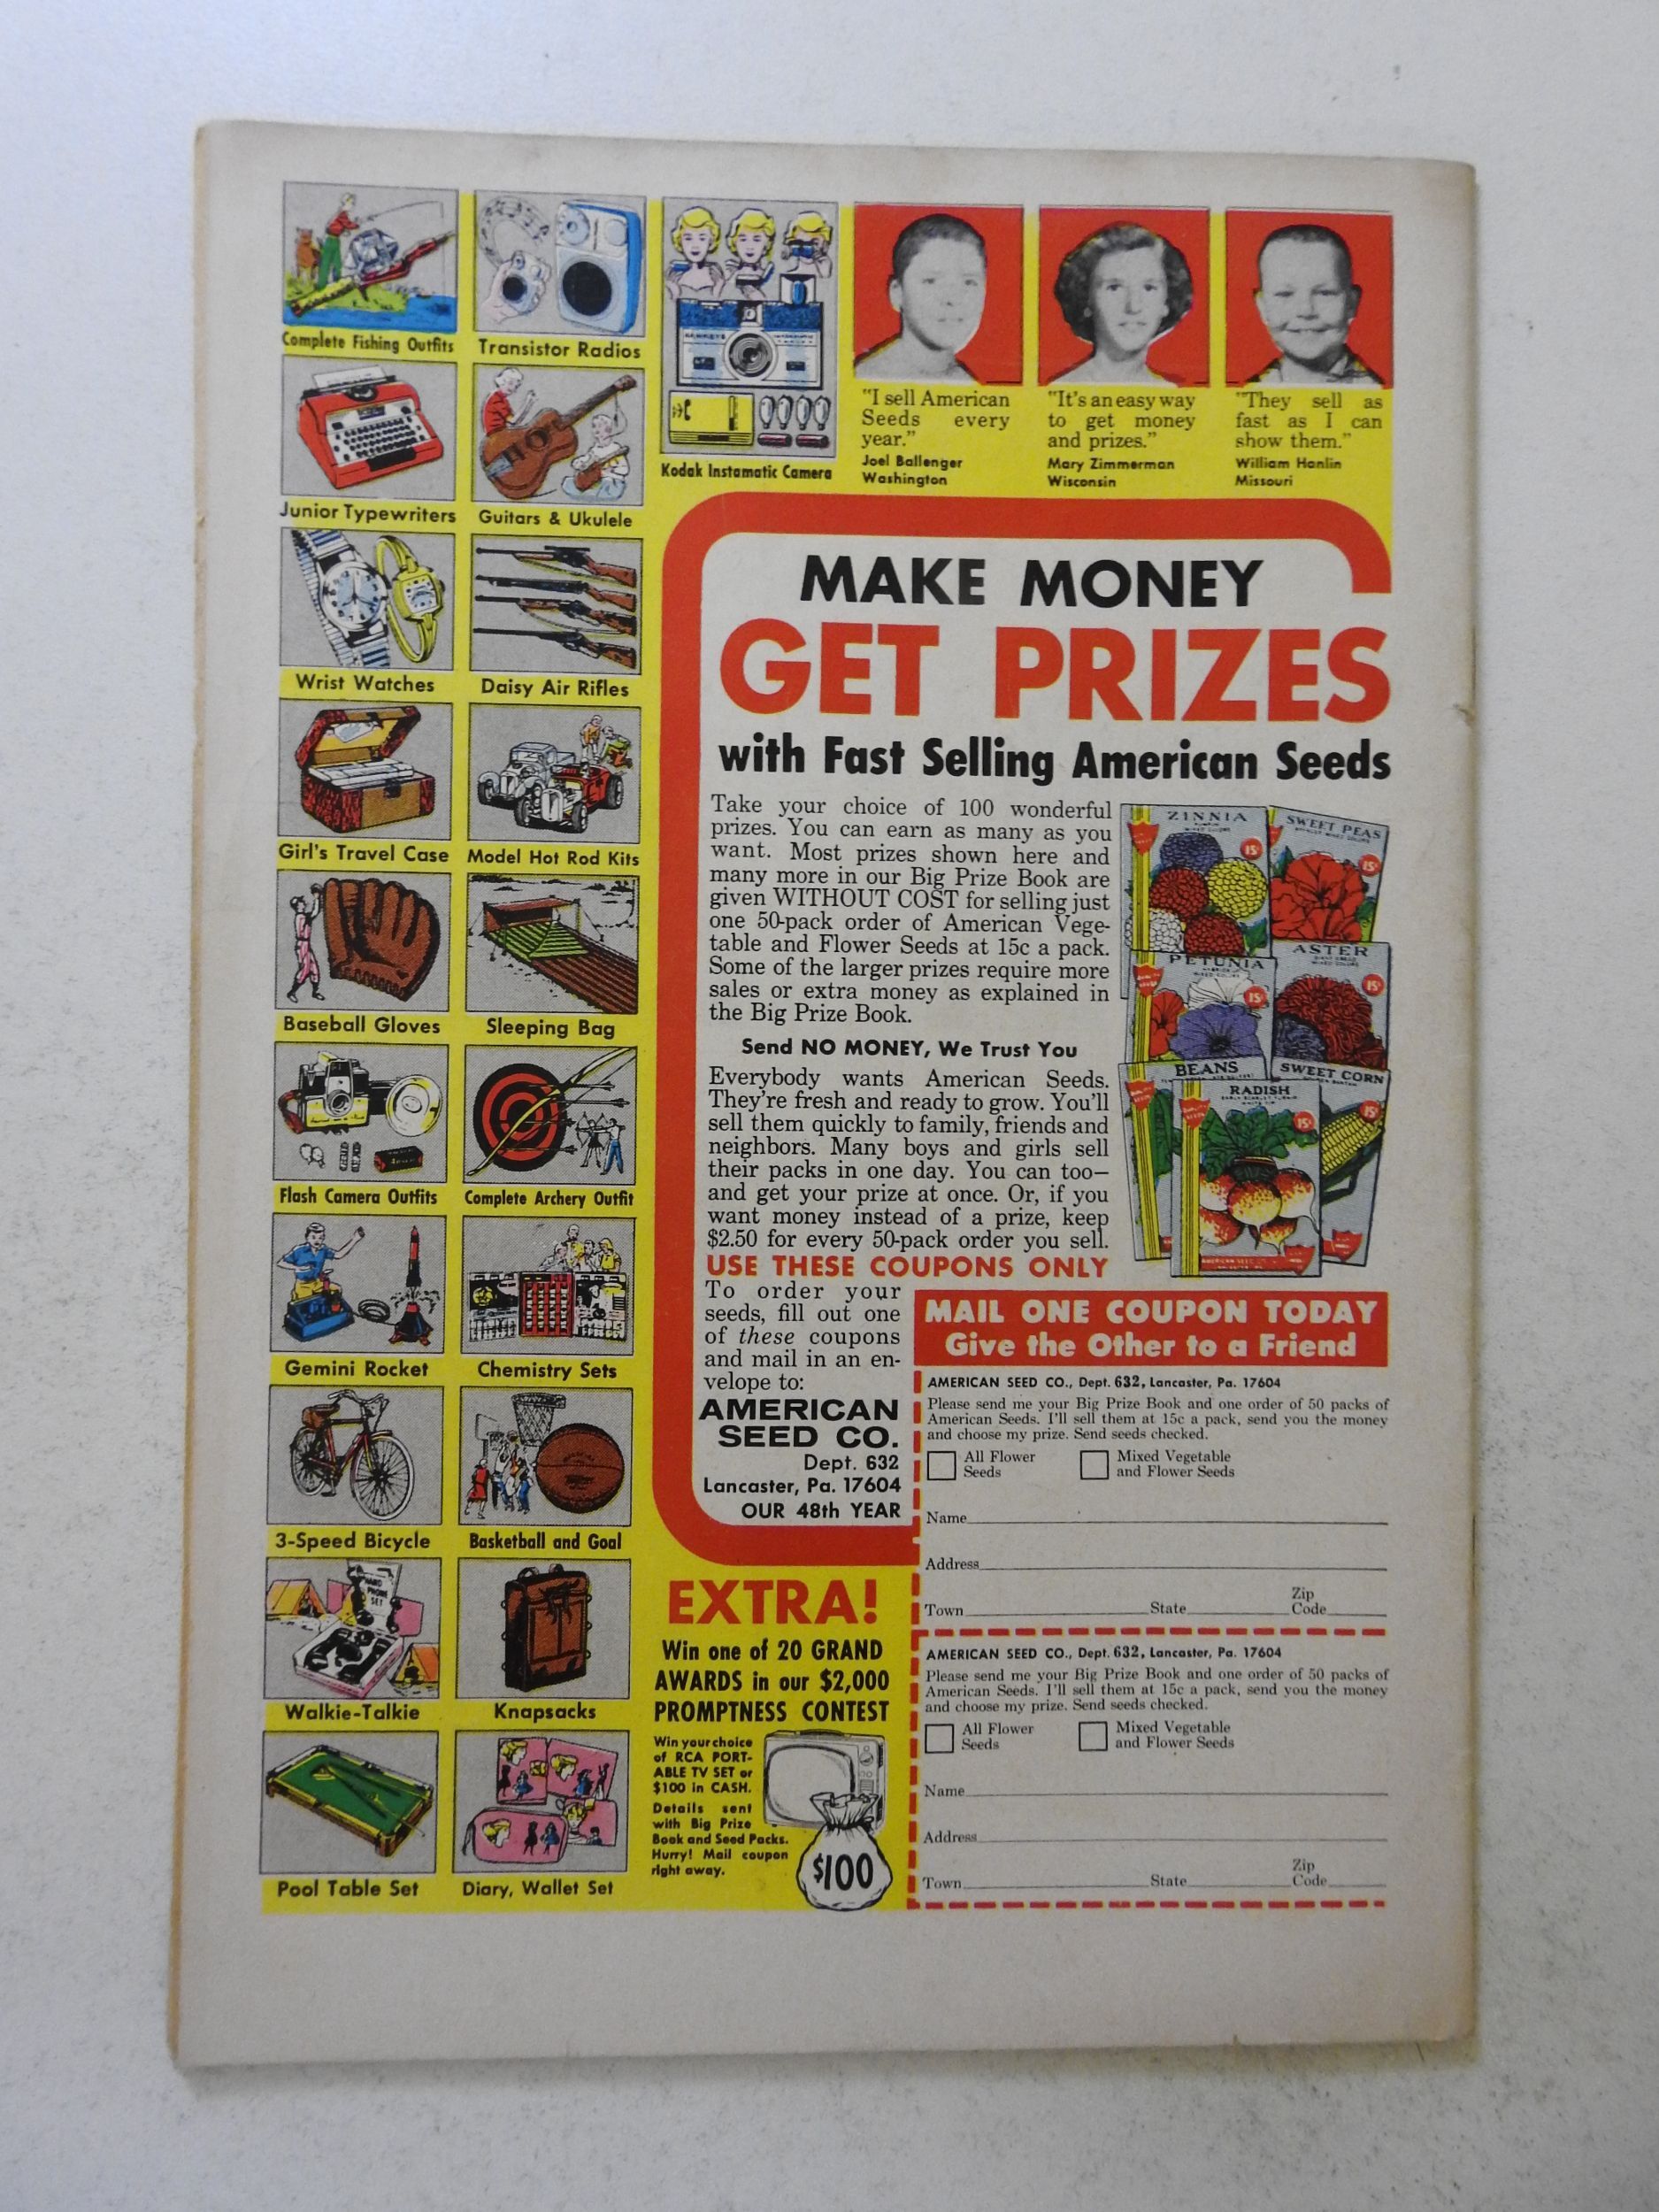 Complete Fishing Outfits
Transistor Radios
Kodak Instamatic Camera
Junior Typewriters
Guitars & Ukulele
Wrist Watches
Daisy Air Rifles
Girl's Travel Case
Model Hot Rod Kits
Baseball Gloves
Sleeping Bag
Flash Camera Outfits
Complete Archery Outfit
Gemini Rocket
Chemistry Sets
3-Speed Bicycle
Basketball and Goal
HAND
PHONE
SET
Walkie-Talkie
Knapsacks
Pool Table Set
Diary, Wallet Set
"I sell American
Seeds every
year."
Joel Ballenger
Washington
"It's an easy way
to get money
and prizes."
Mary Zimmerman
Wisconsin
"They sell as
fast as I can
show them."
William Hanlin
Missouri
MAKE MONEY
GET PRIZES
with Fast Selling American Seeds
Take your choice of 100 wonderful
prizes. You can earn as many as you
want. Most prizes shown here and
many more in our Big Prize Book are
given WITHOUT COST for selling just
one 50-pack order of American Vege-
table and Flower Seeds at 15c a pack.
Some of the larger prizes require more
sales or extra money as explained in
the Big Prize Book.
Send NO MONEY, We Trust You
Everybody wants American Seeds.
They're fresh and ready to grow. You'll
sell them quickly to family, friends and
neighbors. Many boys and girls sell
their packs in one day. You can too—
and get your prize at once. Or, if you
want money instead of a prize, keep
$2.50 for every 50-pack order you sell.
USE THESE COUPONS ONLY
To order your
seeds, fill out one
of these coupons
and mail in an en-
velope to:
AMERICAN
SEED CO.
Dept. 632
Lancaster, Pa. 17604
OUR 48th YEAR
ZINNIA
MIXED COLORS
15¢
SWEET PEAS
MIXED COLORS
15¢
PETUNIA
MIXED COLORS
15¢
ASTER
MIXED COLORS
15¢
BEANS
SWEET CORN
15¢
RADISH
15¢
AMERICAN SEED CO.
MAIL ONE COUPON TODAY
Give the Other to a Friend
AMERICAN SEED CO., Dept. 632, Lancaster, Pa. 17604
Please send me your Big Prize Book and one order of 50 packs of
American Seeds. I'll sell them at 15c a pack, send you the money
and choose my prize. Send seeds checked.
All Flower
Seeds
Mixed Vegetable
and Flower Seeds
Name
Address
Town State Zip Code
AMERICAN SEED CO., Dept. 632, Lancaster, Pa. 17604
Please send me your Big Prize Book and one order of 50 packs of
American Seeds. I'll sell them at 15c a pack, send you the money
and choose my prize. Send seeds checked.
All Flower
Seeds
Mixed Vegetable
and Flower Seeds
Name
Address
Town State Zip Code
EXTRA!
Win one of 20 GRAND
AWARDS in our $2,000
PROMPTNESS CONTEST
Win your choice
of RCA PORT-
ABLE TV SET or
$100 in CASH.
Details sent
with Big Prize
Book and Seed Packs.
Hurry! Mail coupon
right away.
$100